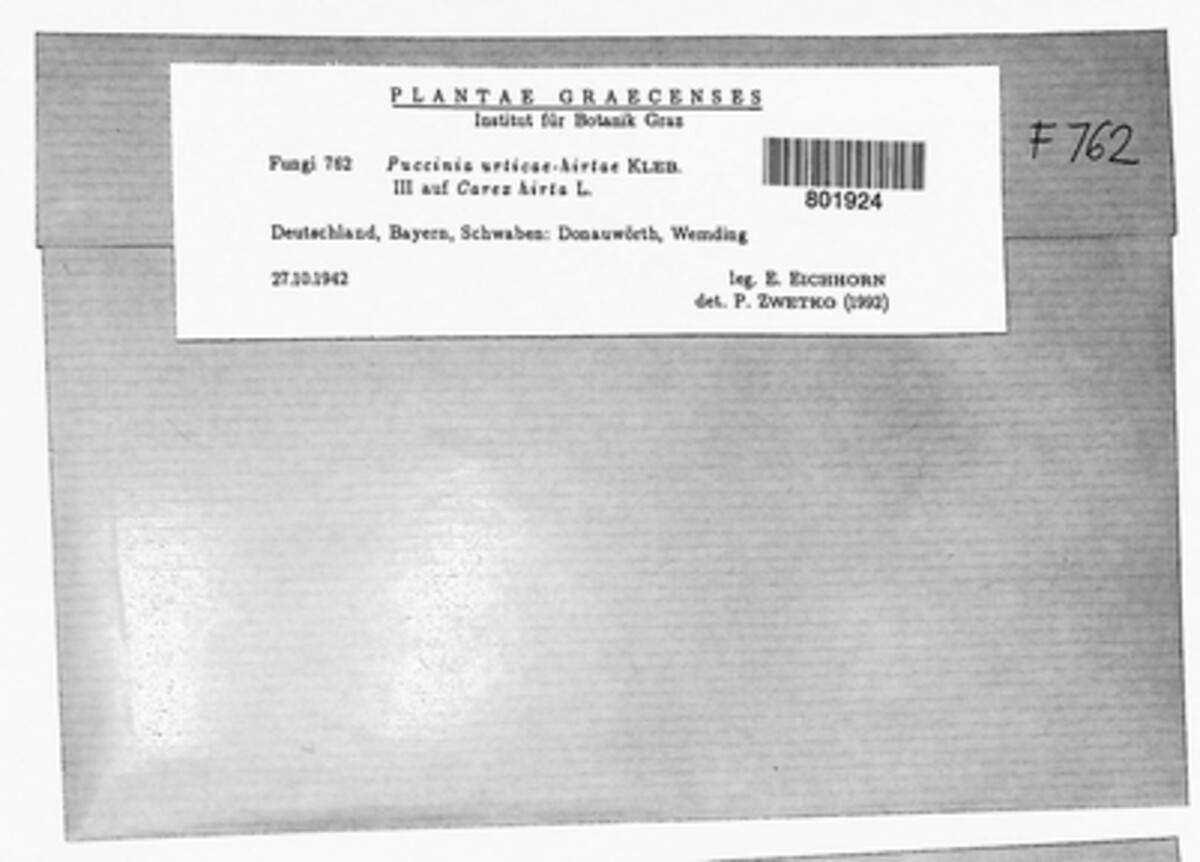 PLANTAE GRAECENSES
Institut für Botanik Graz
Fungi 762 Puccinia urticae-hirtae KLEB.
III auf Carex hirta L.
801924
F 762
Deutschland, Bayern, Schwaben: Donauwörth, Wemding
27.10.1942
leg. E. EICHHORN
det. P. ZWETKO (1992)